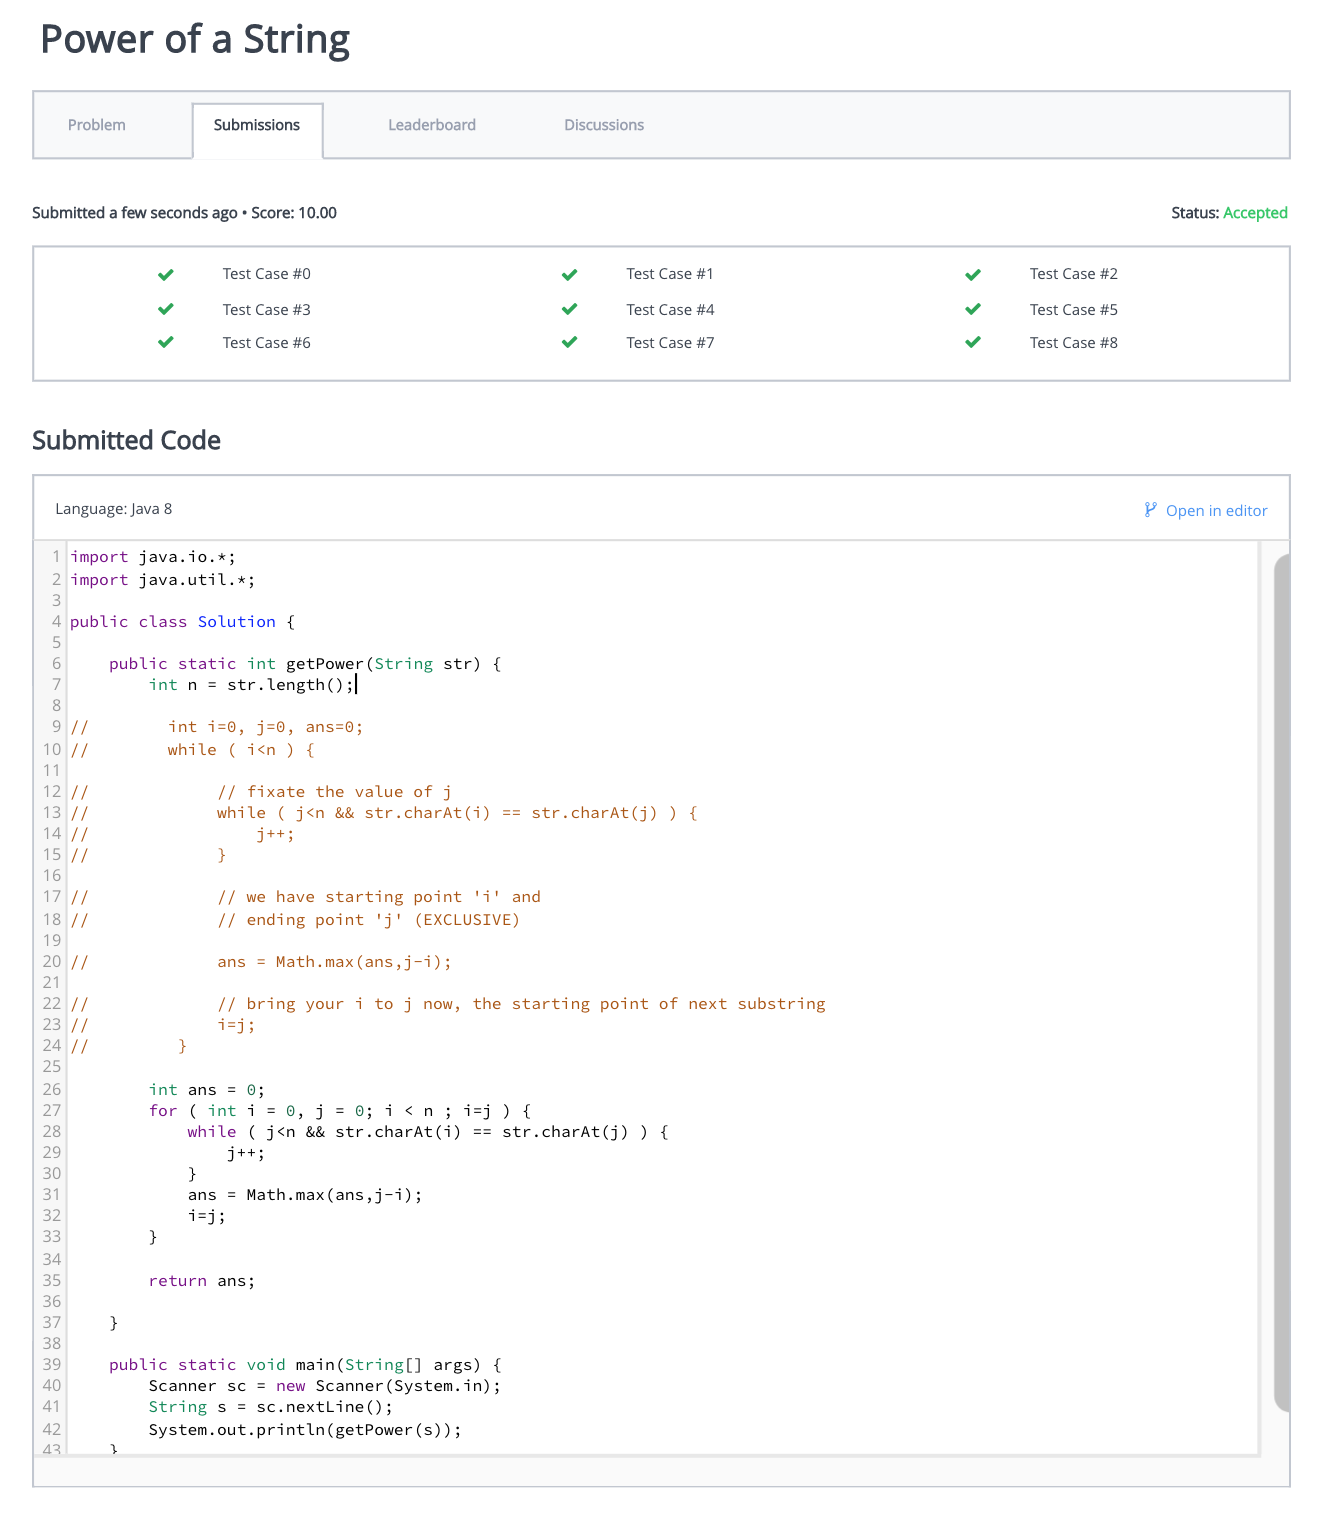 Power of a String
Problem Submissions Leaderboard Discussions
Submitted a few seconds ago • Score: 10.00 Status: Accepted
Test Case #0 Test Case #1 Test Case #2
Test Case #3 Test Case #4 Test Case #5
Test Case #6 Test Case #7 Test Case #8
Submitted Code
Language: Java 8 Open in editor
1 import java.io.*;
2 import java.util.*;
3
4 public class Solution {
5
6     public static int getPower(String str) {
7         int n = str.length();
8
9 //        int i=0, j=0, ans=0;
10 //        while ( i<n ) {
11
12 //             // fixate the value of j
13 //             while ( j<n && str.charAt(i) == str.charAt(j) ) {
14 //                 j++;
15 //             }
16
17 //             // we have starting point 'i' and
18 //             // ending point 'j' (EXCLUSIVE)
19
20 //             ans = Math.max(ans,j-i);
21
22 //             // bring your i to j now, the starting point of next substring
23 //             i=j;
24 //         }
25
26         int ans = 0;
27         for ( int i = 0, j = 0; i < n ; i=j ) {
28             while ( j<n && str.charAt(i) == str.charAt(j) ) {
29                 j++;
30             }
31             ans = Math.max(ans,j-i);
32             i=j;
33         }
34
35         return ans;
36
37     }
38
39     public static void main(String[] args) {
40         Scanner sc = new Scanner(System.in);
41         String s = sc.nextLine();
42         System.out.println(getPower(s));
43     }